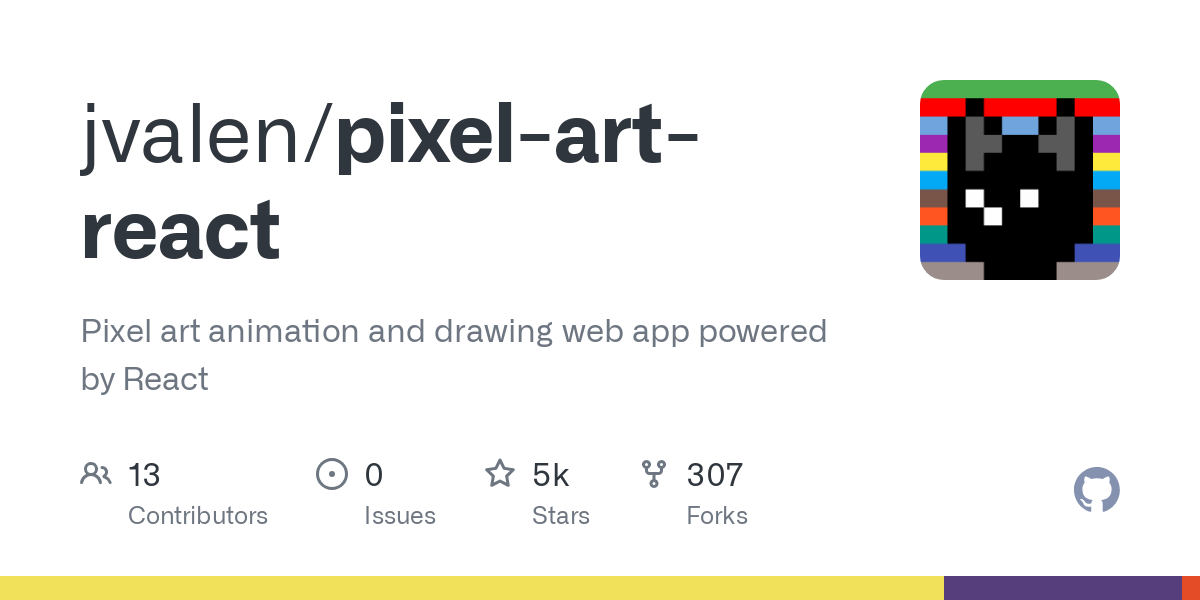 jvalen/pixel-art-
react
Pixel art animation and drawing web app powered
by React
13
Contributors
0
Issues
5k
Stars
307
Forks